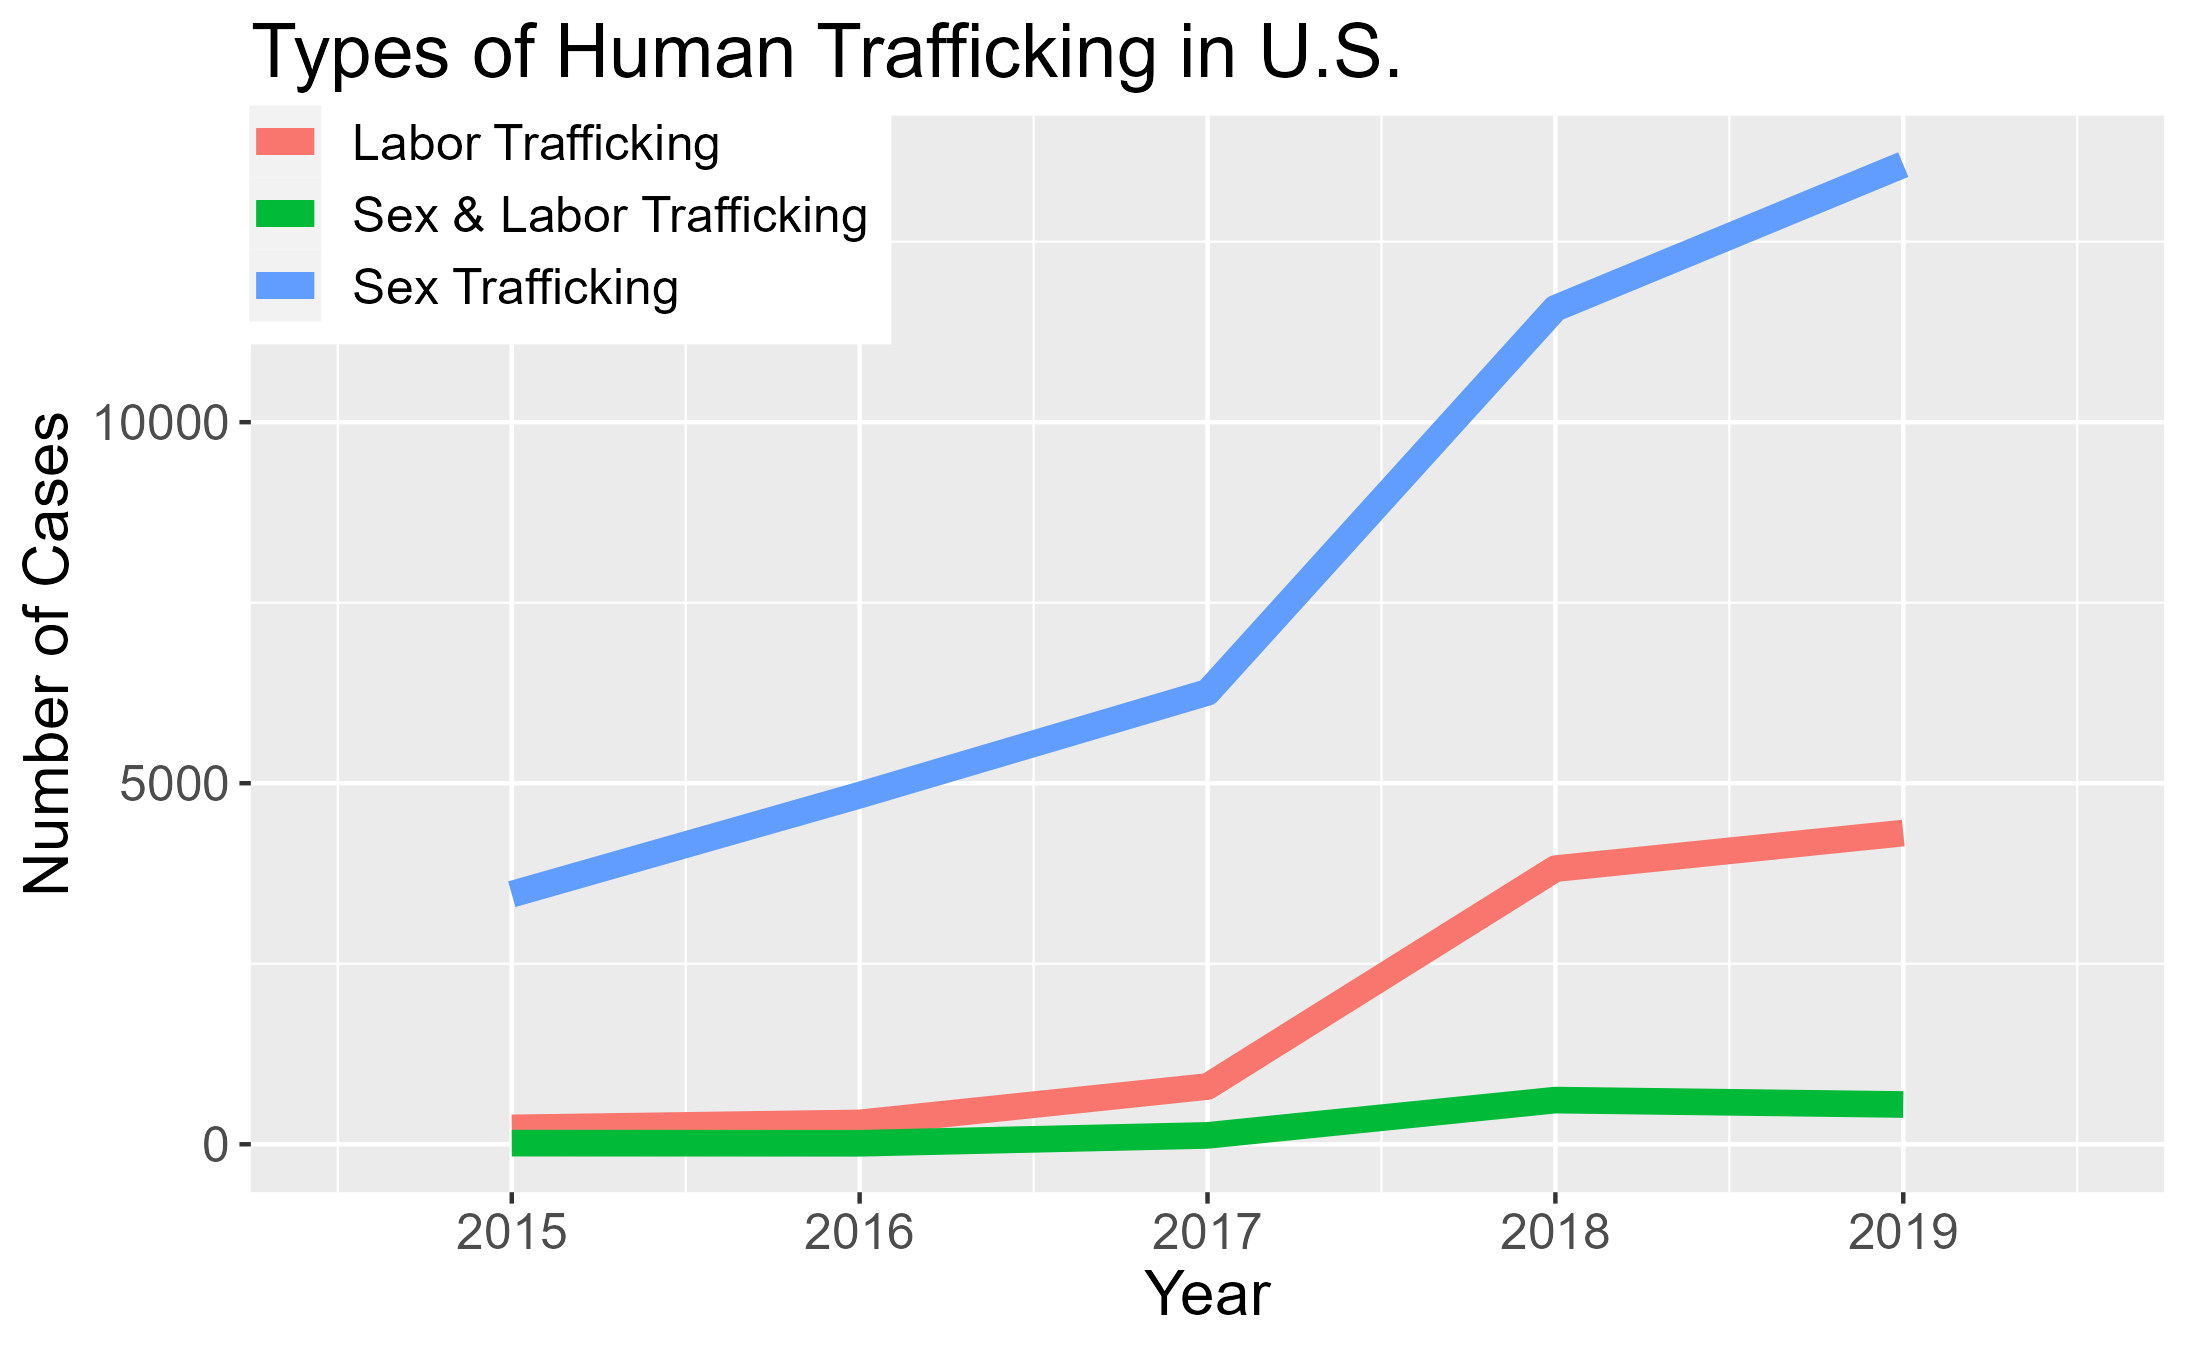 Types of Human Trafficking in U.S.
Labor Trafficking
Sex & Labor Trafficking
Sex Trafficking
Number of Cases
10000
5000
0
2015 2016 2017 2018 2019
Year